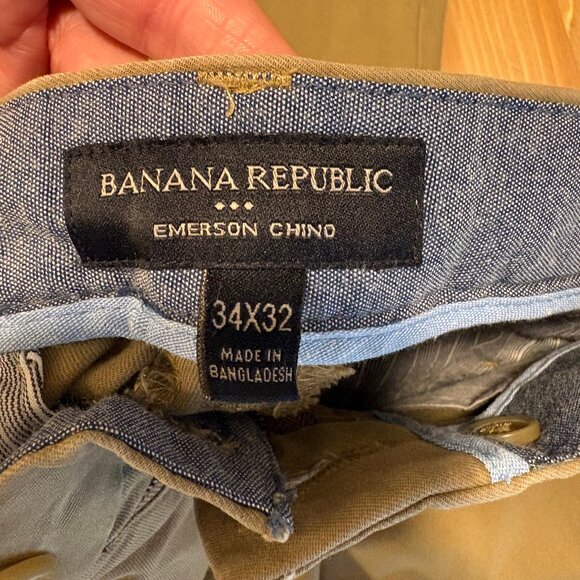 BANANA REPUBLIC
EMERSON CHINO
34X32
MADE IN
BANGLADESH